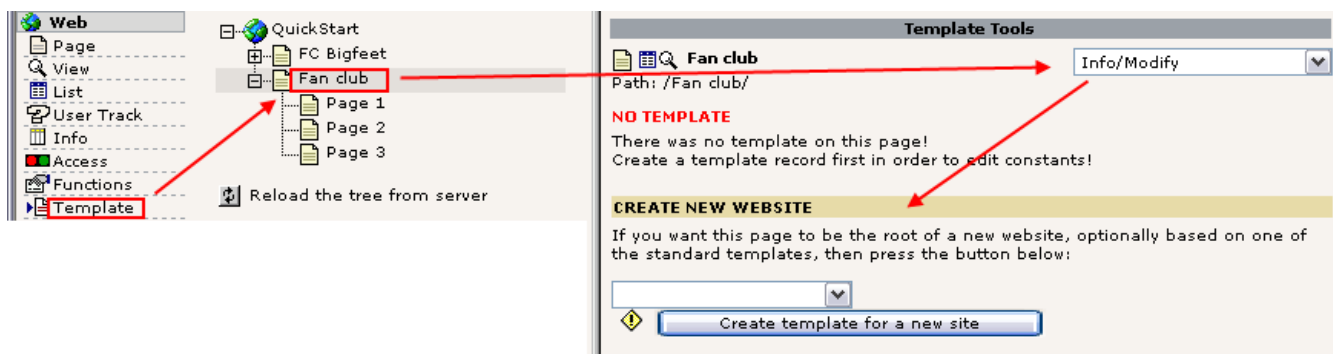 Web
Page
View
List
User Track
Info
Access
Functions
Template
QuickStart
FC Bigfeet
Fan club
Page 1
Page 2
Page 3
Reload the tree from server
Template Tools
Fan club
Info/Modify
Path: /Fan club/
NO TEMPLATE
There was no template on this page!
Create a template record first in order to edit constants!
CREATE NEW WEBSITE
If you want this page to be the root of a new website, optionally based on one of
the standard templates, then press the button below:
Create template for a new site